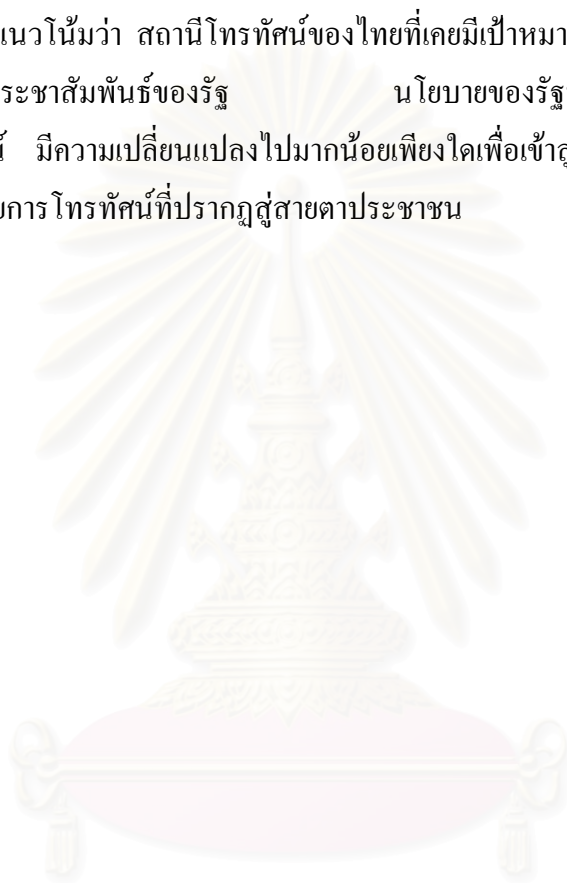 แนวโน้มว่า สถานีโทรทัศน์ของไทยที่เคยมีเป้าหมา
ระชาสัมพันธ์ของรัฐ นโยบายของรัฐ
มีความเปลี่ยนแปลงไปมากน้อยเพียงใดเพื่อเข้าสู
การโทรทัศน์ที่ปรากฏสู่สายตาประชาชน